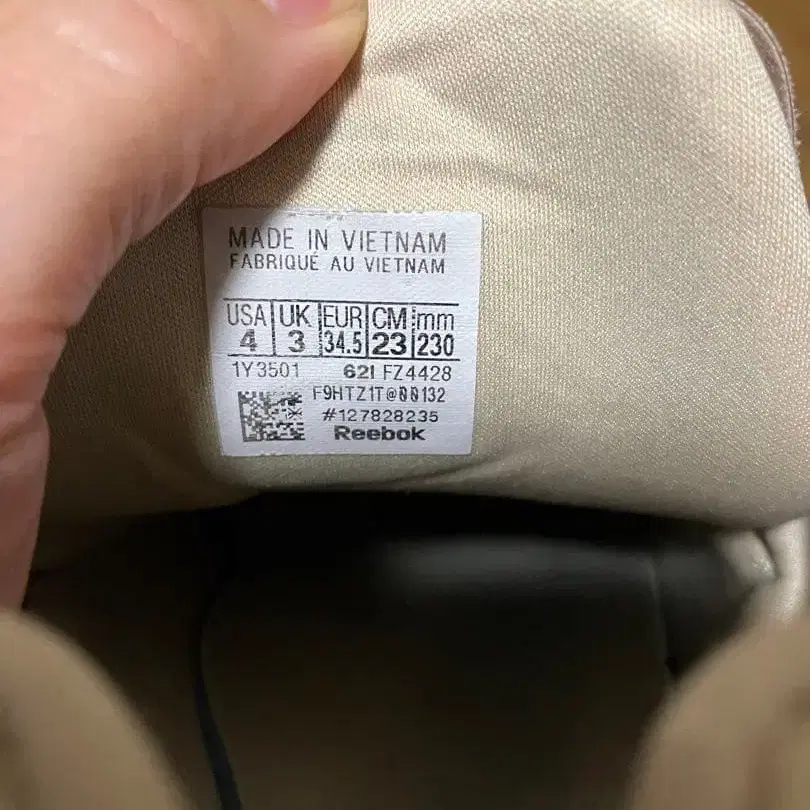 MADE IN VIETNAM
FABRIQUÉ AU VIETNAM
USA UK EUR CM mm
4 3 34.5 23 230
1Y3501 62I FZ4428
F9HTZ1T@00132
#127828235
Reebok